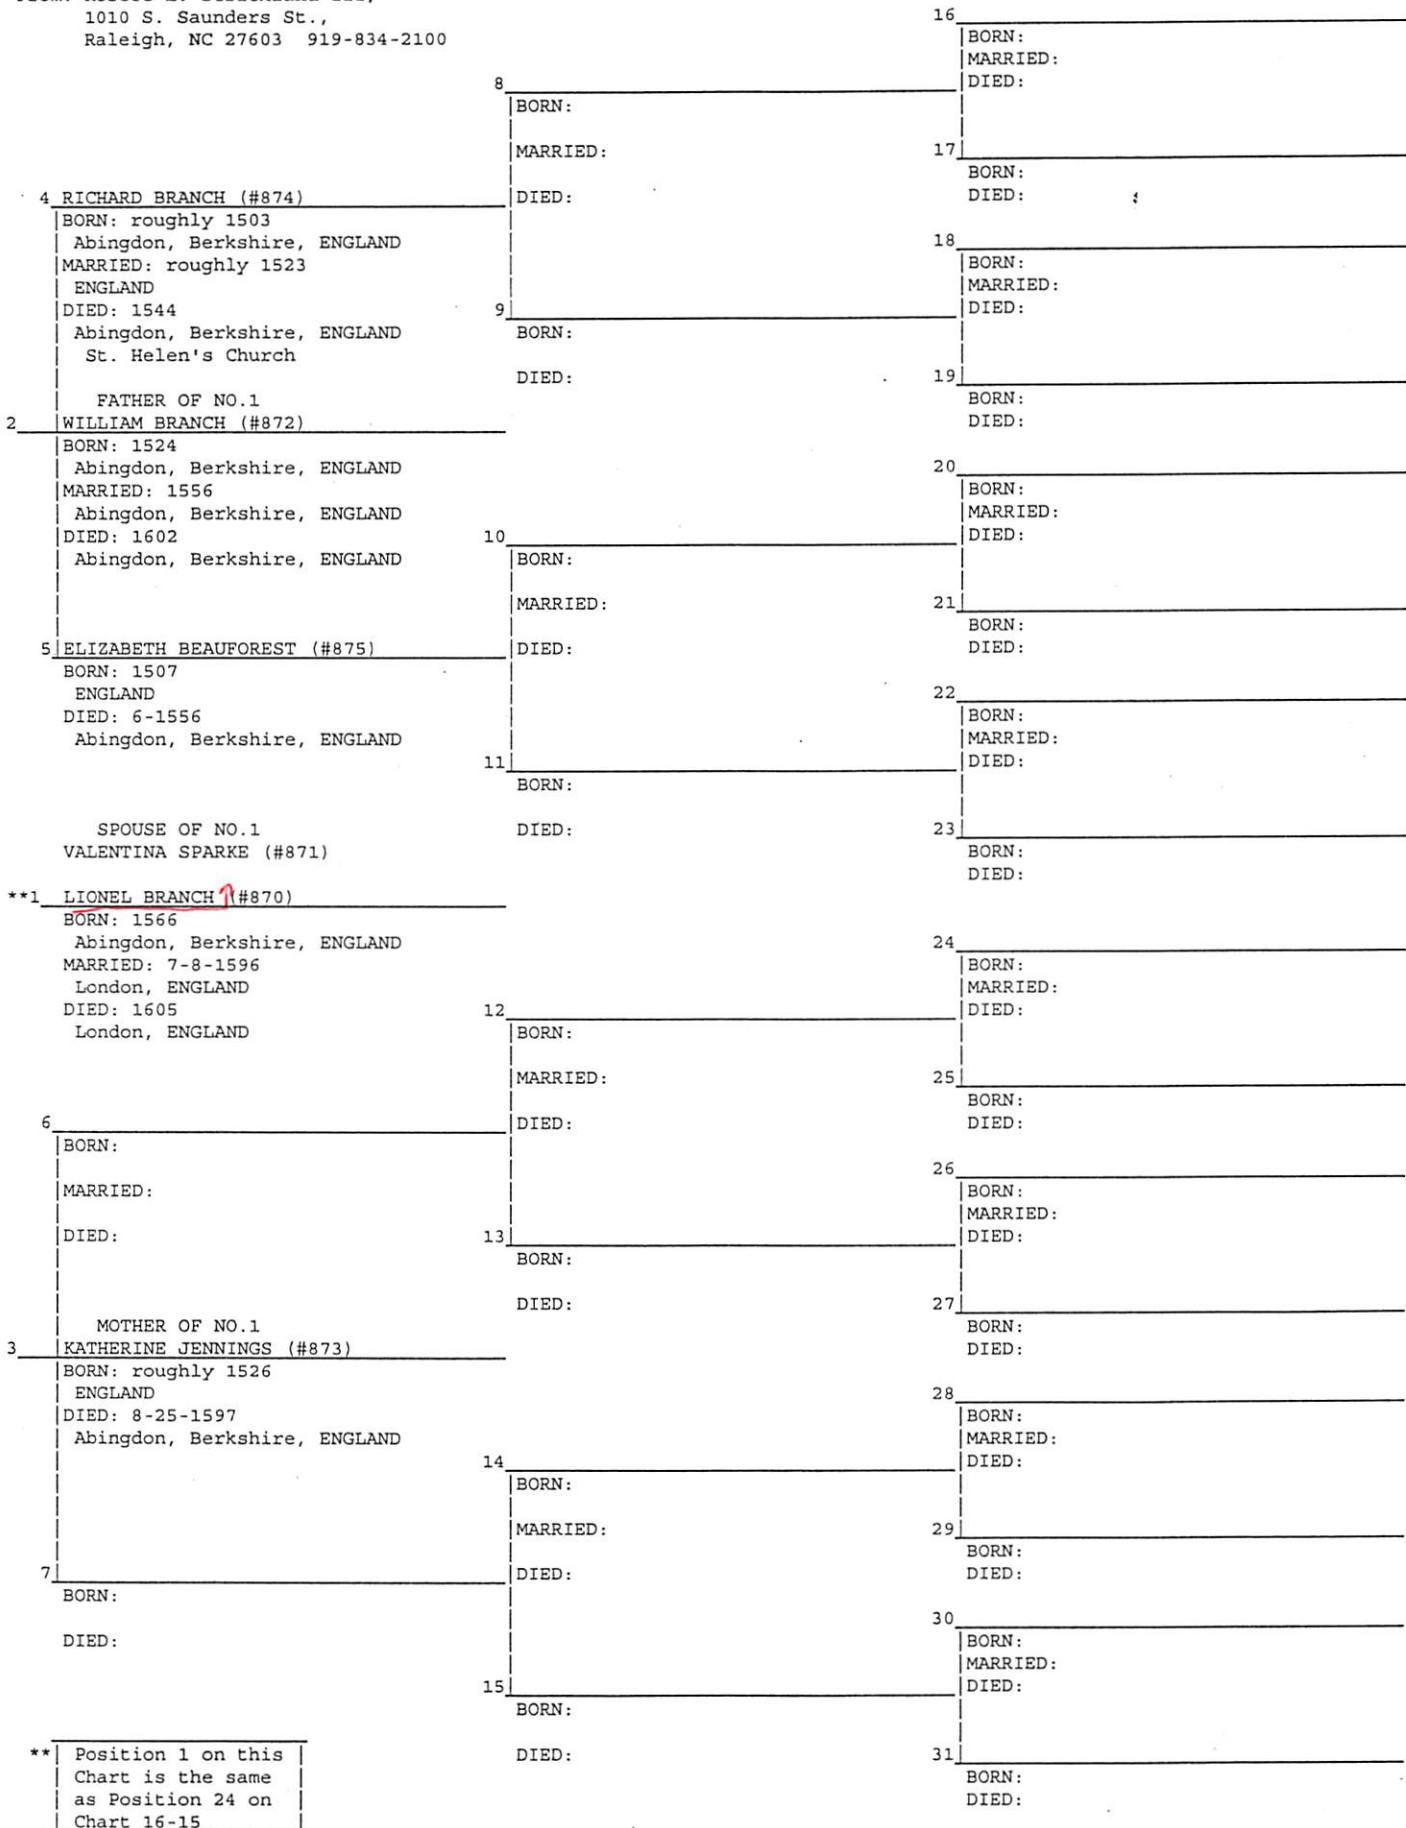 1010 S. Saunders St.,
Raleigh, NC 27603 919-834-2100
16
BORN:
MARRIED:
DIED:
8
BORN:
MARRIED:
DIED:
17
BORN:
DIED:
4 RICHARD BRANCH (#874)
BORN: roughly 1503
Abingdon, Berkshire, ENGLAND
MARRIED: roughly 1523
ENGLAND
DIED: 1544
Abingdon, Berkshire, ENGLAND
St. Helen's Church
18
BORN:
MARRIED:
DIED:
9
BORN:
DIED:
19
BORN:
DIED:
FATHER OF NO.1
2 WILLIAM BRANCH (#872)
BORN: 1524
Abingdon, Berkshire, ENGLAND
MARRIED: 1556
Abingdon, Berkshire, ENGLAND
DIED: 1602
Abingdon, Berkshire, ENGLAND
20
BORN:
MARRIED:
DIED:
10
BORN:
MARRIED:
DIED:
21
BORN:
DIED:
5 ELIZABETH BEAUFOREST (#875)
BORN: 1507
ENGLAND
DIED: 6-1556
Abingdon, Berkshire, ENGLAND
22
BORN:
MARRIED:
DIED:
11
BORN:
DIED:
23
BORN:
DIED:
SPOUSE OF NO.1
VALENTINA SPARKE (#871)
**1 LIONEL BRANCH (#870)
BORN: 1566
Abingdon, Berkshire, ENGLAND
MARRIED: 7-8-1596
London, ENGLAND
DIED: 1605
London, ENGLAND
24
BORN:
MARRIED:
DIED:
12
BORN:
MARRIED:
DIED:
25
BORN:
DIED:
6
BORN:
MARRIED:
DIED:
26
BORN:
MARRIED:
DIED:
13
BORN:
DIED:
27
BORN:
DIED:
MOTHER OF NO.1
3 KATHERINE JENNINGS (#873)
BORN: roughly 1526
ENGLAND
DIED: 8-25-1597
Abingdon, Berkshire, ENGLAND
28
BORN:
MARRIED:
DIED:
14
BORN:
MARRIED:
DIED:
29
BORN:
DIED:
7
BORN:
DIED:
30
BORN:
MARRIED:
DIED:
15
BORN:
DIED:
31
BORN:
DIED:
** Position 1 on this
Chart is the same
as Position 24 on
Chart 16-15